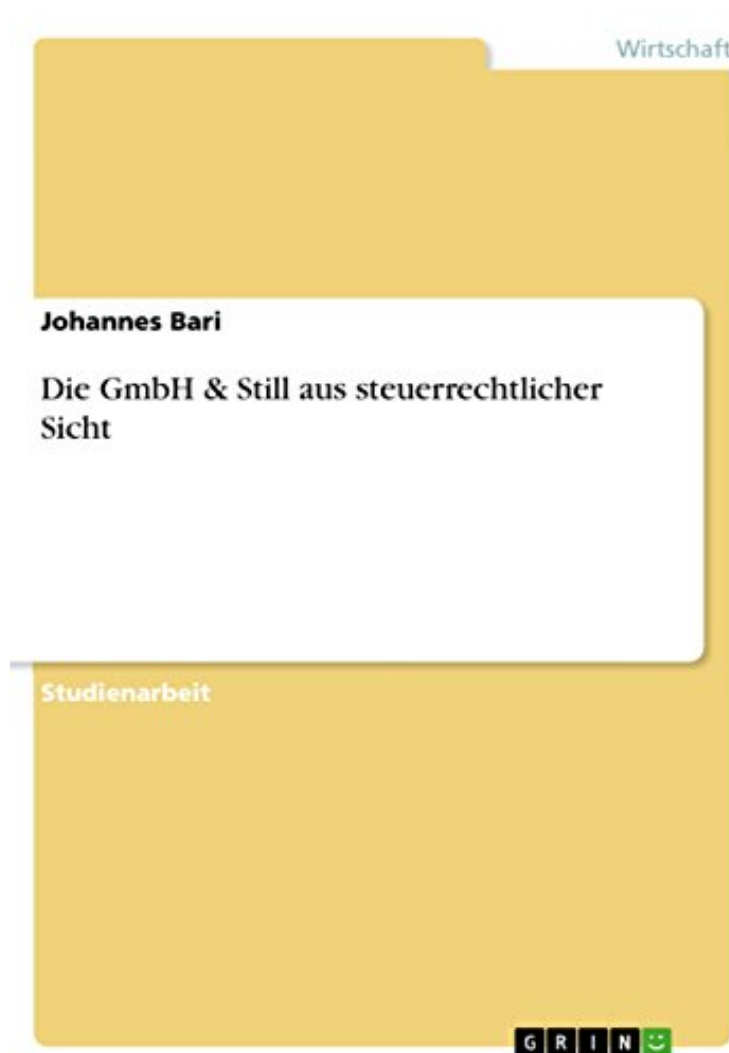 Wirtschaft
Johannes Bari
Die GmbH & Still aus steuerrechtlicher
Sicht
Studienarbeit
GRIN